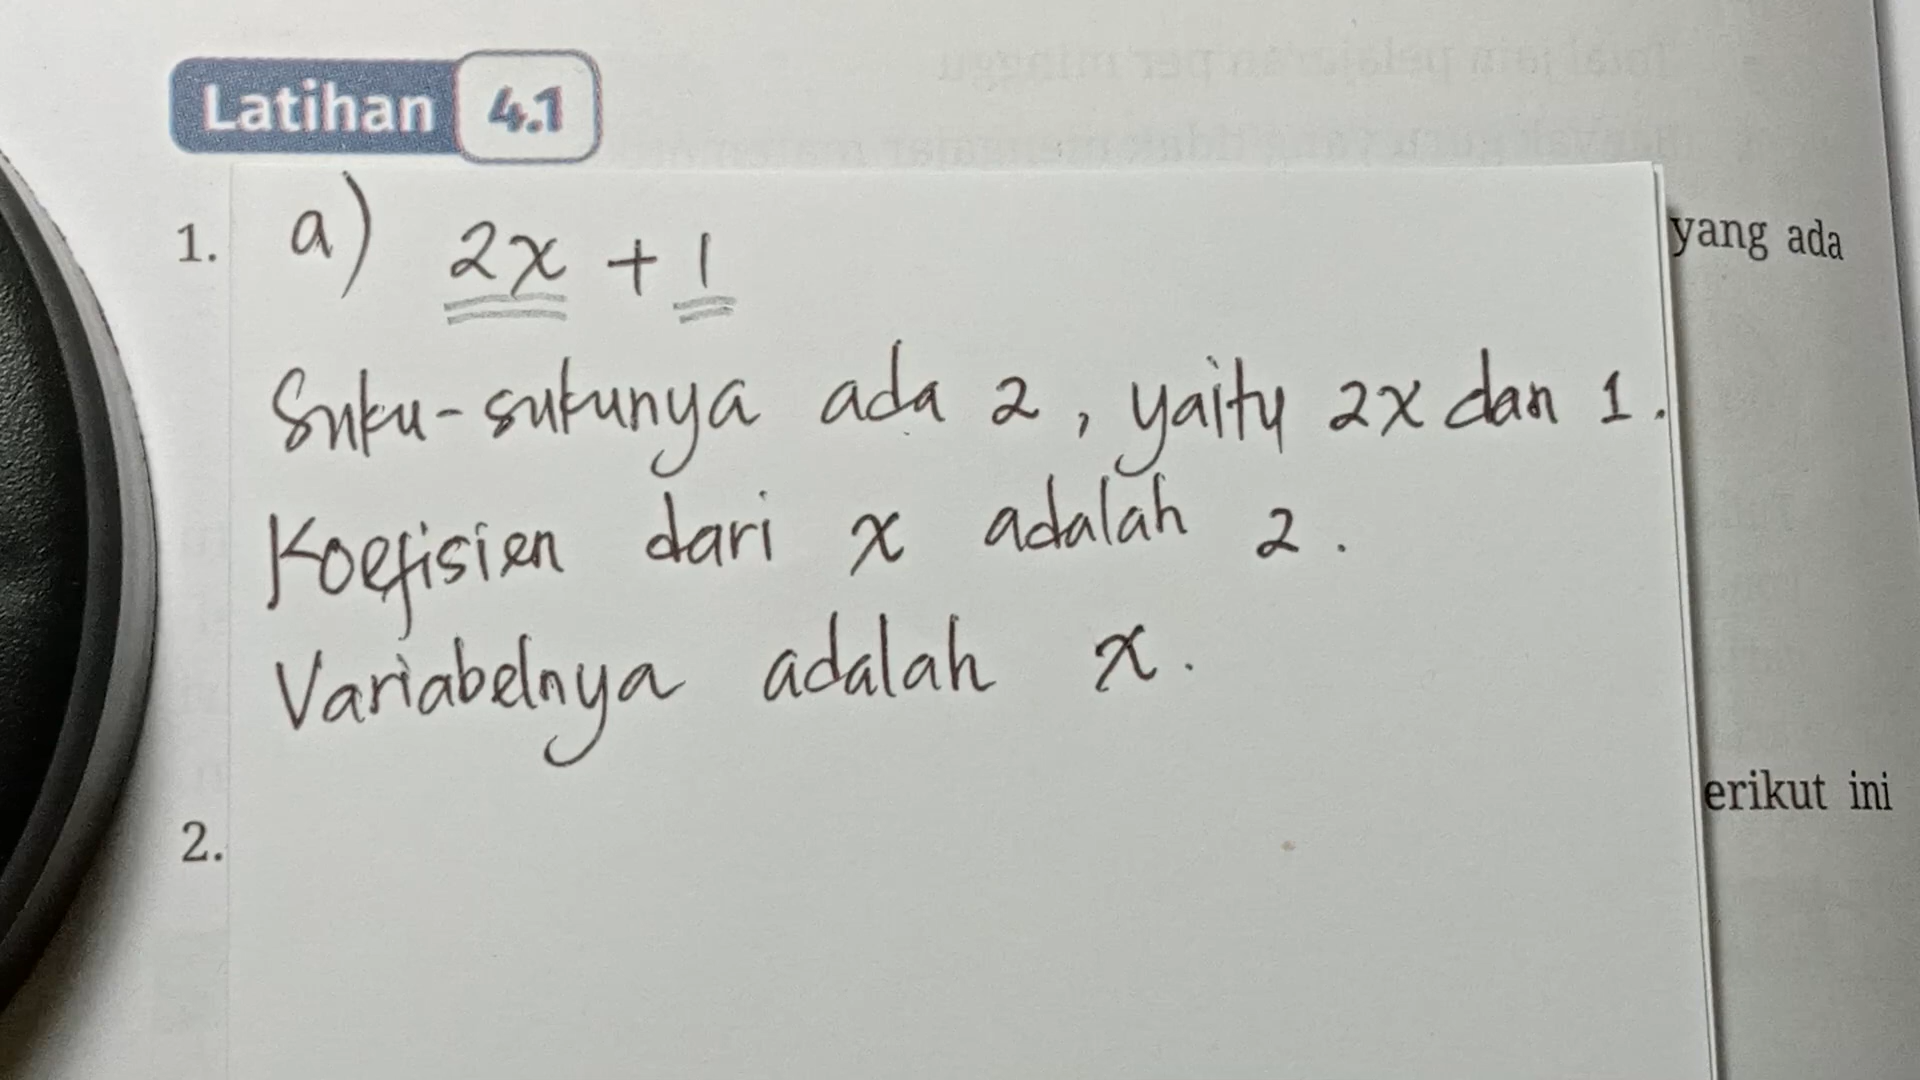 Latihan 4.1
1. a) 2x + 1 yang ada
Suku-sukunya ada 2, yaitu 2x dan 1.
Koefisien dari x adalah 2.
Variabelnya adalah x.
erikut ini
2.